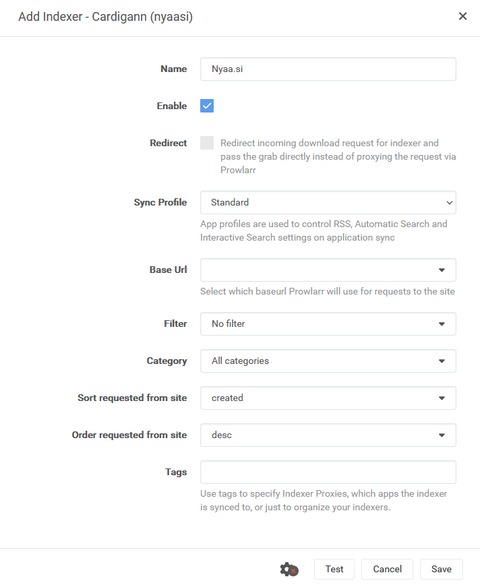 Add Indexer - Cardigann (nyaasi)
Name
Nyaa.si
Enable
Redirect
Redirect incoming download request for indexer and
pass the grab directly instead of proxying the request via
Prowlarr
Sync Profile
Standard
App profiles are used to control RSS, Automatic Search and
Interactive Search settings on application sync
Base Url
Select which baseurl Prowlarr will use for requests to the site
Filter
No filter
Category
All categories
Sort requested from site
created
Order requested from site
desc
Tags
Use tags to specify Indexer Proxies, which apps the indexer
is synced to, or just to organize your indexers.
Test
Cancel
Save